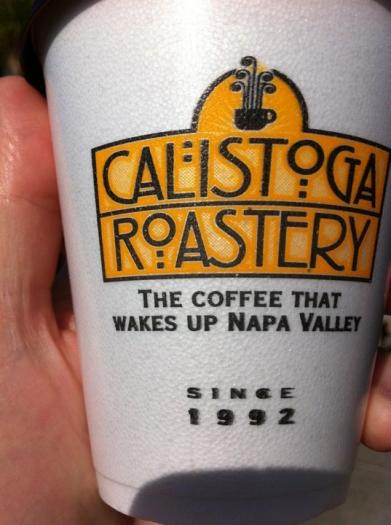 CALISTOGA
ROASTERY
THE COFFEE THAT
WAKES UP NAPA VALLEY
SINCE
1992